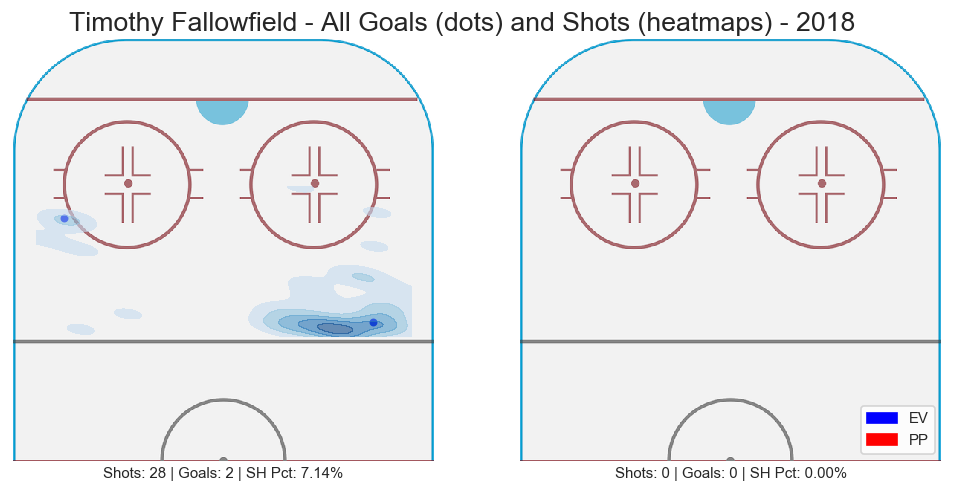 Timothy Fallowfield - All Goals (dots) and Shots (heatmaps) - 2018
EV
PP
Shots: 28 | Goals: 2 | SH Pct: 7.14%
Shots: 0 | Goals: 0 | SH Pct: 0.00%